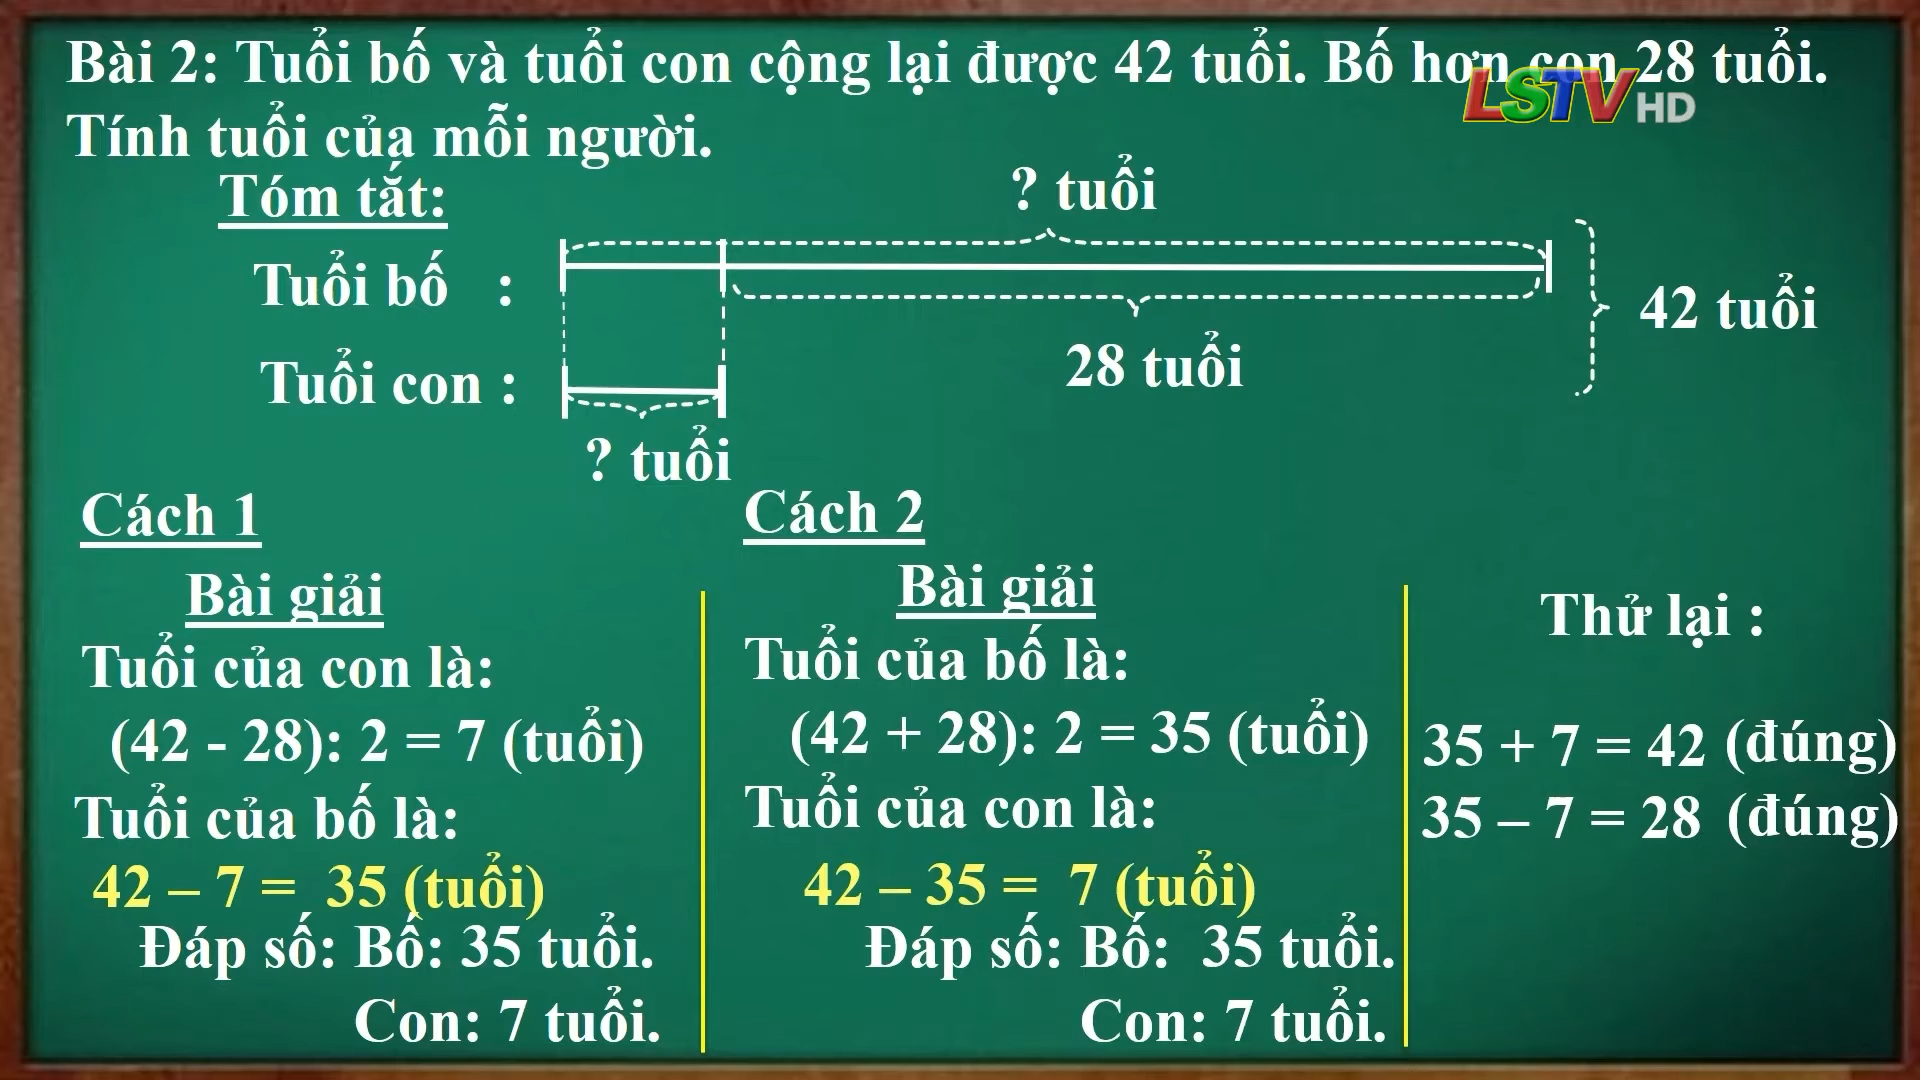 Bài 2: Tuổi bố và tuổi con cộng lại được 42 tuổi. Bố hơn con 28 tuổi.
LSTV HD
Tính tuổi của mỗi người.
Tóm tắt:
? tuổi
Tuổi bố :
42 tuổi
28 tuổi
Tuổi con :
? tuổi
Cách 1
Bài giải
Tuổi của con là:
(42 - 28): 2 = 7 (tuổi)
Tuổi của bố là:
42 – 7 = 35 (tuổi)
Đáp số: Bố: 35 tuổi.
Con: 7 tuổi.
Cách 2
Bài giải
Tuổi của bố là:
(42 + 28): 2 = 35 (tuổi)
Tuổi của con là:
42 – 35 = 7 (tuổi)
Đáp số: Bố: 35 tuổi.
Con: 7 tuổi.
Thử lại :
35 + 7 = 42 (đúng)
35 – 7 = 28 (đúng)